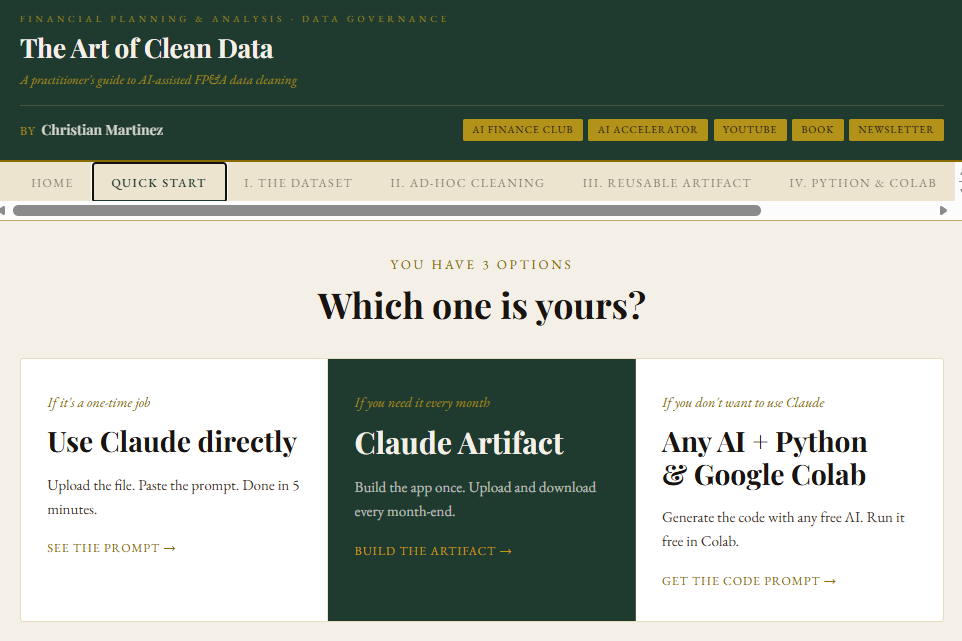 FINANCIAL PLANNING & ANALYSIS · DATA GOVERNANCE
The Art of Clean Data
A practitioner's guide to AI-assisted FP&A data cleaning
BY Christian Martinez
AI FINANCE CLUB
AI ACCELERATOR
YOUTUBE
BOOK
NEWSLETTER
HOME
QUICK START
I. THE DATASET
II. AD-HOC CLEANING
III. REUSABLE ARTIFACT
IV. PYTHON & COLAB
YOU HAVE 3 OPTIONS
Which one is yours?
If it's a one-time job
Use Claude directly
Upload the file. Paste the prompt. Done in 5
minutes.
SEE THE PROMPT →
If you need it every month
Claude Artifact
Build the app once. Upload and download
every month-end.
BUILD THE ARTIFACT →
If you don't want to use Claude
Any AI + Python
& Google Colab
Generate the code with any free AI. Run it
free in Colab.
GET THE CODE PROMPT →